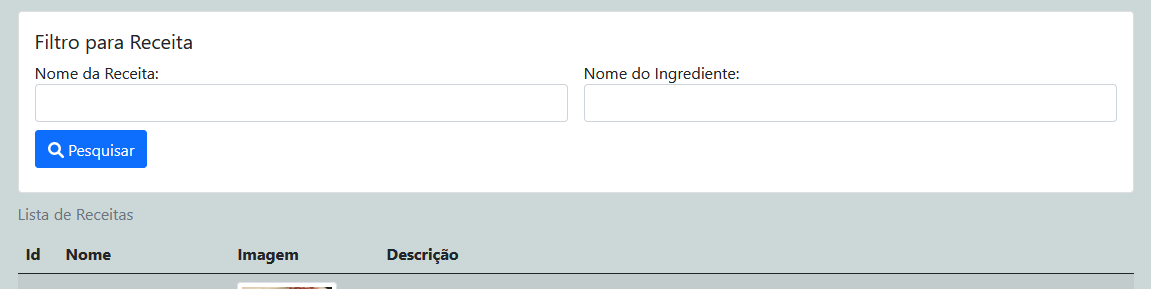 Filtro para Receita
Nome da Receita: Nome do Ingrediente:
Pesquisar
Lista de Receitas
Id Nome Imagem Descrição